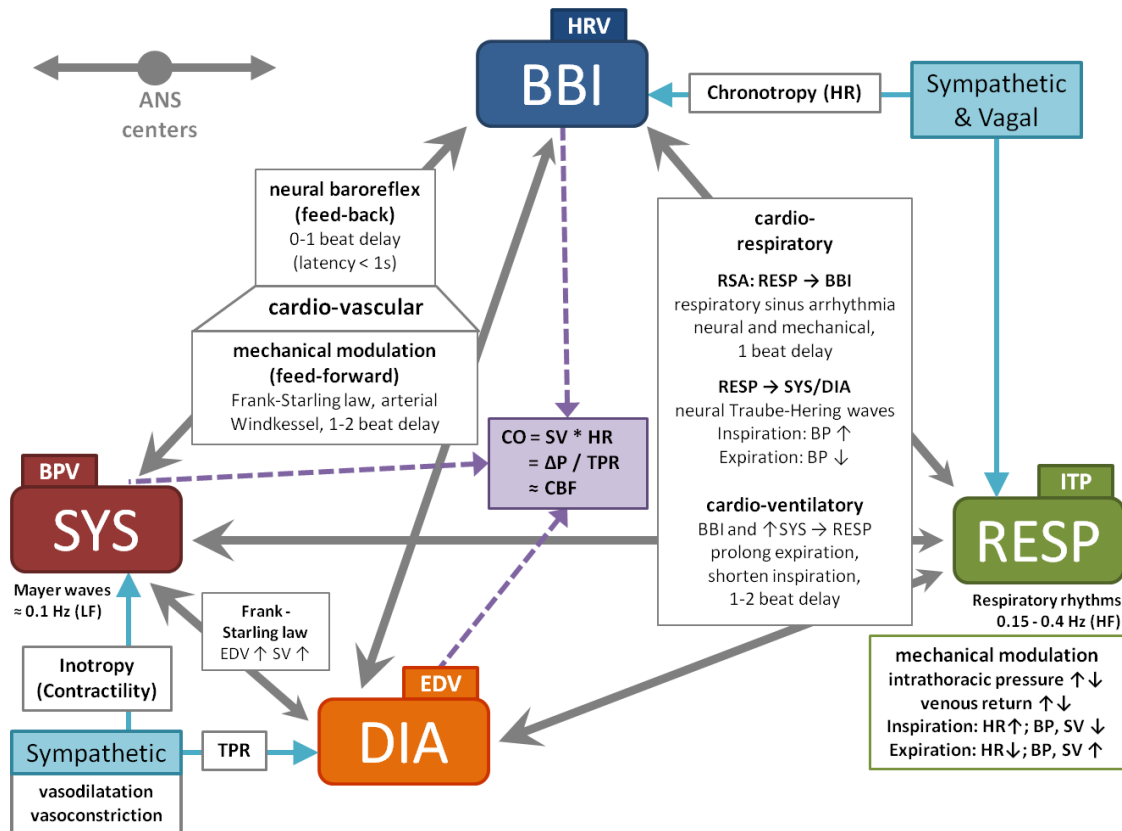 HRV
BBI
ANS
centers
Chronotropy (HR)
Sympathetic
& Vagal
neural baroreflex
(feed-back)
0-1 beat delay
(latency < 1s)
cardio-vascular
mechanical modulation
(feed-forward)
Frank-Starling law, arterial
Windkessel, 1-2 beat delay
cardio-
respiratory
RSA: RESP → BBI
respiratory sinus arrhythmia
neural and mechanical,
1 beat delay
RESP → SYS/DIA
neural Traube-Hering waves
Inspiration: BP ↑
Expiration: BP ↓
cardio-ventilatory
BBI and ↑SYS → RESP
prolong expiration,
shorten inspiration,
1-2 beat delay
CO = SV * HR
= ΔP / TPR
≈ CBF
BPV
SYS
Mayer waves
≈ 0.1 Hz (LF)
ITP
RESP
Respiratory rhythms
0.15 - 0.4 Hz (HF)
mechanical modulation
intrathoracic pressure ↑↓
venous return ↑↓
Inspiration: HR↑; BP, SV ↓
Expiration: HR↓; BP, SV ↑
Frank -
Starling law
EDV ↑ SV ↑
Inotropy
(Contractility)
EDV
DIA
Sympathetic
TPR
vasodilatation
vasoconstriction